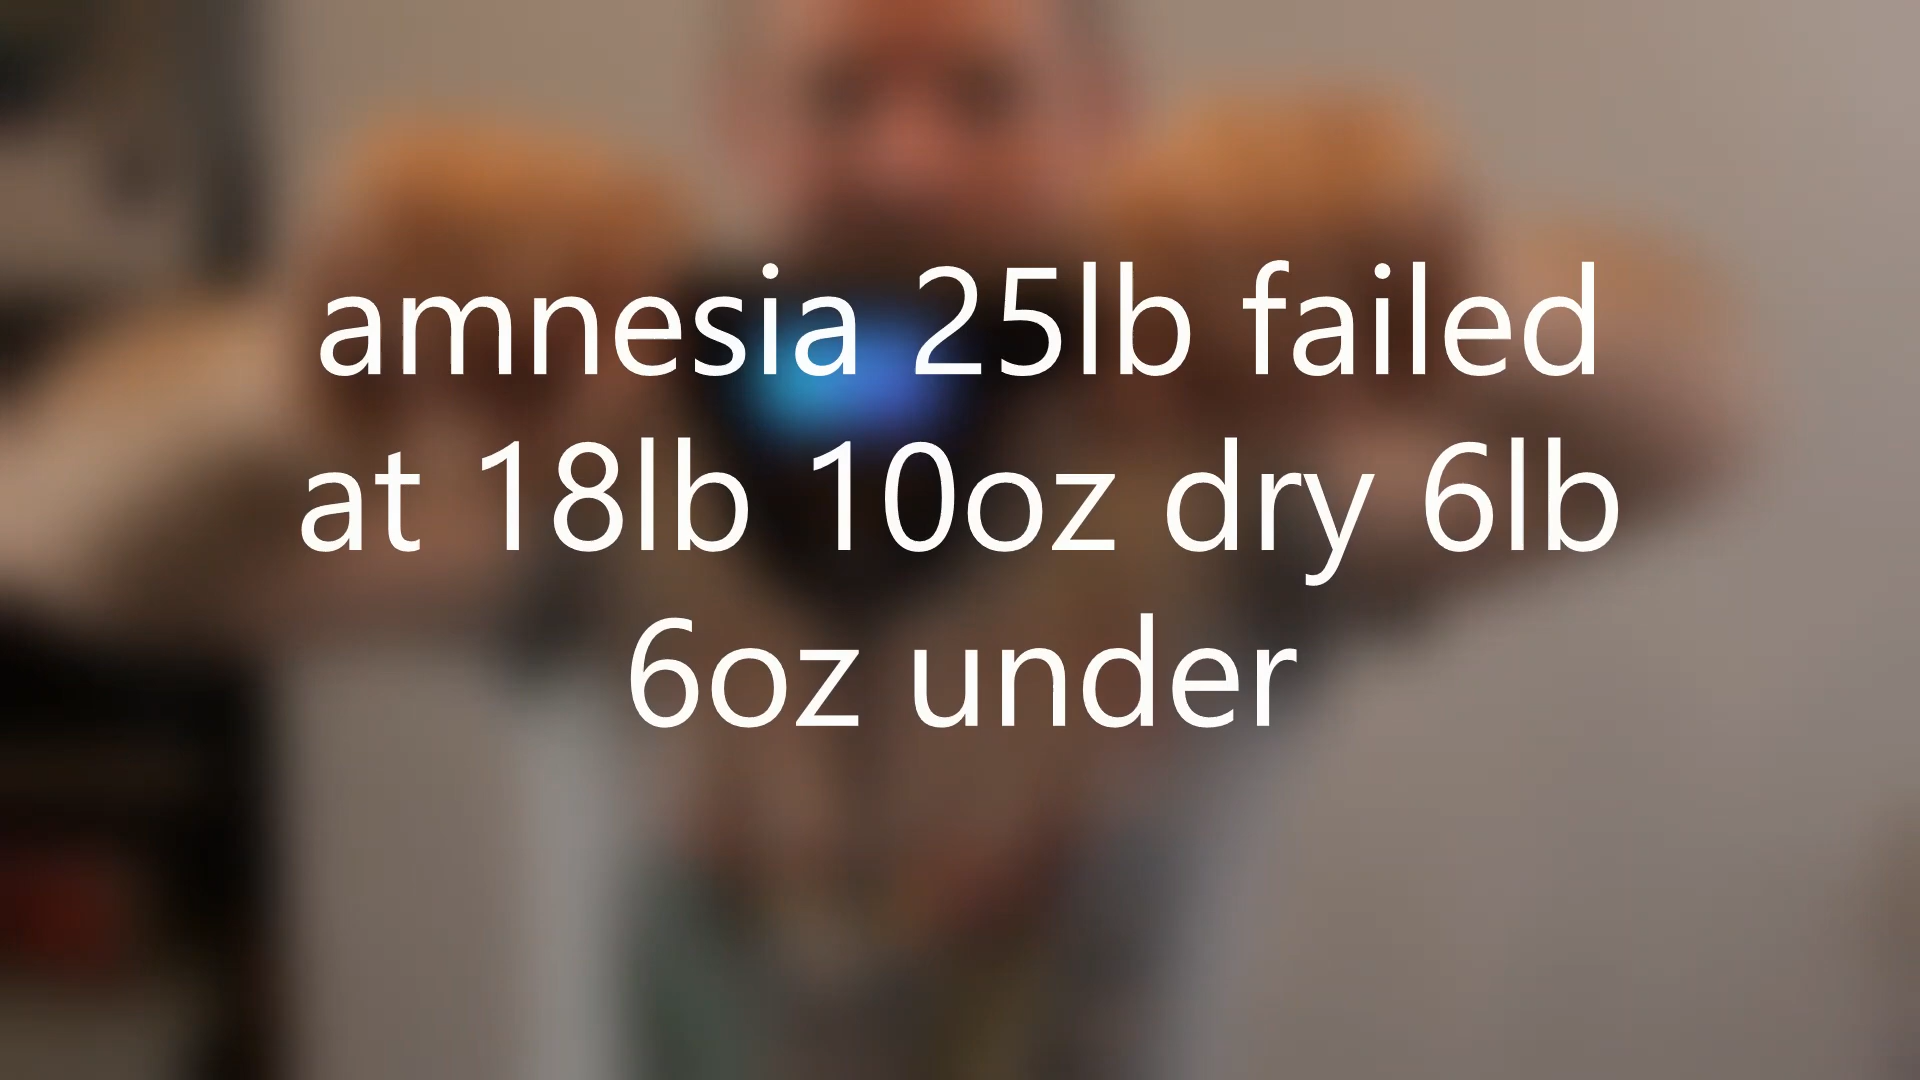 amnesia 25lb failed
at 18lb 10oz dry 6lb
6oz under